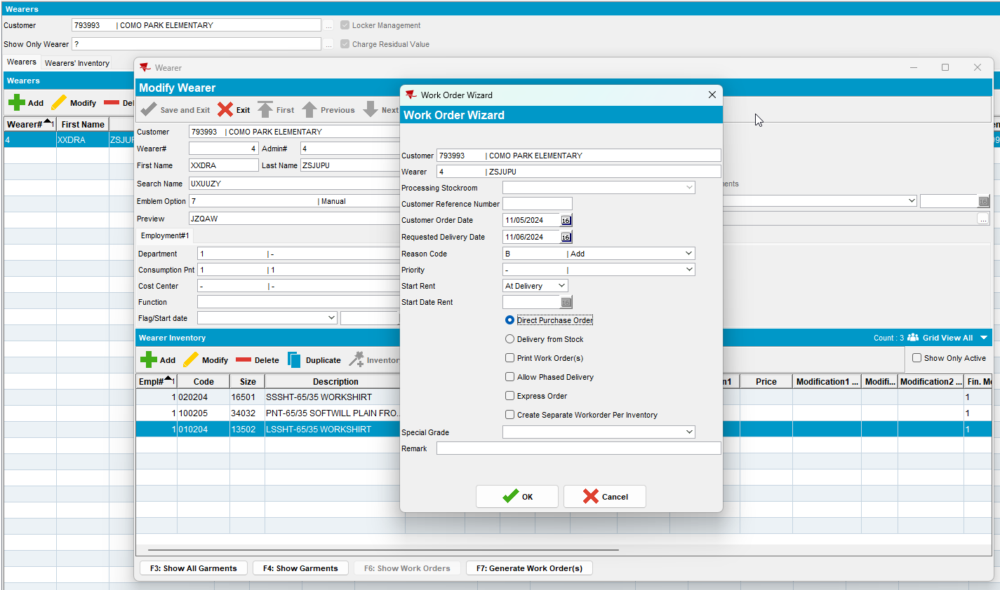 Wearers
Customer 793993 | COMO PARK ELEMENTARY ... Locker Management
Show Only Wearer ? ... Charge Residual Value
Wearers Wearers' Inventory
Wearers
Add Modify
Wearer# 1 First Name
4 XXDRA
Wearer
Modify Wearer
Save and Exit Exit First Previous Next
Customer 793993 | COMO PARK ELEMENTARY
Wearer# 4 Admin# 4
First Name XXDRA Last Name ZSJUPU
Search Name UXUUZY
Emblem Option 7 | Manual
16
Preview JZQAW
...
Employment#1
Department 1 | -
Consumption Pnt 1 | 1
Cost Center - | -
Function
Flag/Start date
Wearer Inventory Count : 3 Grid View All
Add Modify Delete Duplicate Show Only Active
Empl# 1 Code Size Description Price Modification1 ... Modifi... Modification2 ...
1 020204 16501 SSSHT-65/35 WORKSHIRT 1
1 100205 34032 PNT-65/35 SOFTWILL PLAIN FRO... 1
1 010204 13502 LSSHT-65/35 WORKSHIRT 1
F3: Show All Garments F4: Show Garments F6: Show Work Orders F7: Generate Work Order(s)
Work Order Wizard
Work Order Wizard
Customer 793993 | COMO PARK ELEMENTARY
Wearer 4 | ZSJUPU
Processing Stockroom
Customer Reference Number
Customer Order Date 11/05/2024 16
Requested Delivery Date 11/06/2024 16
Reason Code B | Add
Priority - |
Start Rent At Delivery
Start Date Rent 16
Direct Purchase Order
Delivery from Stock
Print Work Order(s)
Allow Phased Delivery
Express Order
Create Separate Workorder Per Inventory
Special Grade
Remark
OK Cancel